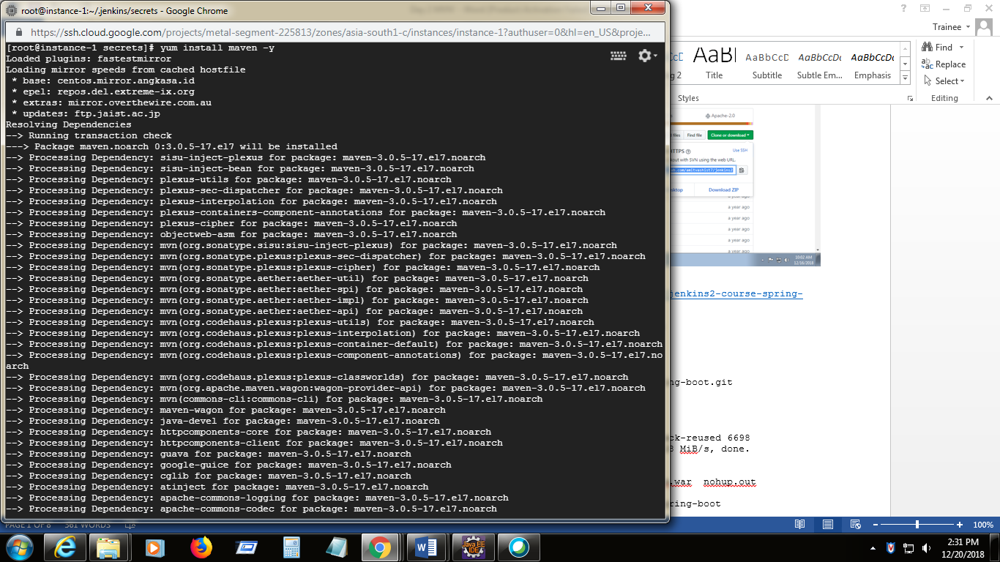 root@instance-1:~/.jenkins/secrets - Google Chrome
https://ssh.cloud.google.com/projects/metal-segment-225813/zones/asia-south1-c/instances/instance-1?authuser=0&hl=en_US&proje...
[root@instance-1 secrets]# yum install maven -y
Loaded plugins: fastestmirror
Loading mirror speeds from cached hostfile
* base: centos.mirror.angkasa.id
* epel: repos.del.extreme-ix.org
* extras: mirror.overthewire.com.au
* updates: ftp.jaist.ac.jp
Resolving Dependencies
--> Running transaction check
---> Package maven.noarch 0:3.0.5-17.el7 will be installed
--> Processing Dependency: sisu-inject-plexus for package: maven-3.0.5-17.el7.noarch
--> Processing Dependency: sisu-inject-bean for package: maven-3.0.5-17.el7.noarch
--> Processing Dependency: plexus-utils for package: maven-3.0.5-17.el7.noarch
--> Processing Dependency: plexus-sec-dispatcher for package: maven-3.0.5-17.el7.noarch
--> Processing Dependency: plexus-interpolation for package: maven-3.0.5-17.el7.noarch
--> Processing Dependency: plexus-containers-component-annotations for package: maven-3.0.5-17.el7.noarch
--> Processing Dependency: plexus-cipher for package: maven-3.0.5-17.el7.noarch
--> Processing Dependency: objectweb-asm for package: maven-3.0.5-17.el7.noarch
--> Processing Dependency: mvn(org.sonatype.sisu:sisu-inject-plexus) for package: maven-3.0.5-17.el7.noarch
--> Processing Dependency: mvn(org.sonatype.plexus:plexus-sec-dispatcher) for package: maven-3.0.5-17.el7.noarch
--> Processing Dependency: mvn(org.sonatype.plexus:plexus-cipher) for package: maven-3.0.5-17.el7.noarch
--> Processing Dependency: mvn(org.sonatype.aether:aether-util) for package: maven-3.0.5-17.el7.noarch
--> Processing Dependency: mvn(org.sonatype.aether:aether-spi) for package: maven-3.0.5-17.el7.noarch
--> Processing Dependency: mvn(org.sonatype.aether:aether-impl) for package: maven-3.0.5-17.el7.noarch
--> Processing Dependency: mvn(org.sonatype.aether:aether-api) for package: maven-3.0.5-17.el7.noarch
--> Processing Dependency: mvn(org.codehaus.plexus:plexus-utils) for package: maven-3.0.5-17.el7.noarch
--> Processing Dependency: mvn(org.codehaus.plexus:plexus-interpolation) for package: maven-3.0.5-17.el7.noarch
--> Processing Dependency: mvn(org.codehaus.plexus:plexus-container-default) for package: maven-3.0.5-17.el7.noarch
--> Processing Dependency: mvn(org.codehaus.plexus:plexus-component-annotations) for package: maven-3.0.5-17.el7.no
arch
--> Processing Dependency: mvn(org.codehaus.plexus:plexus-classworlds) for package: maven-3.0.5-17.el7.noarch
--> Processing Dependency: mvn(org.apache.maven.wagon:wagon-provider-api) for package: maven-3.0.5-17.el7.noarch
--> Processing Dependency: mvn(commons-cli:commons-cli) for package: maven-3.0.5-17.el7.noarch
--> Processing Dependency: maven-wagon for package: maven-3.0.5-17.el7.noarch
--> Processing Dependency: java-devel for package: maven-3.0.5-17.el7.noarch
--> Processing Dependency: httpcomponents-core for package: maven-3.0.5-17.el7.noarch
--> Processing Dependency: httpcomponents-client for package: maven-3.0.5-17.el7.noarch
--> Processing Dependency: guava for package: maven-3.0.5-17.el7.noarch
--> Processing Dependency: google-guice for package: maven-3.0.5-17.el7.noarch
--> Processing Dependency: cglib for package: maven-3.0.5-17.el7.noarch
--> Processing Dependency: atinject for package: maven-3.0.5-17.el7.noarch
--> Processing Dependency: apache-commons-logging for package: maven-3.0.5-17.el7.noarch
--> Processing Dependency: apache-commons-codec for package: maven-3.0.5-17.el7.noarch
Trainee
AaB AaBbCcD AaBbCcDc AaBbCcDc
g 2 Title Subtitle Subtle Em... Emphasis
Styles
Find
Replace
Select
Editing
Apache-2.0
files Find file Clone or download
HTTPS Use SSH
out with SVN using the web URL.
b.com/amitvashist7/jenkins2
sktop Download ZIP
a year ago
a year ago
a year ago
a year ago
a year ago
a year ago
10:02 AM
12/16/2018
jenkins2-course-spring-
ng-boot.git
ck-reused 6698
MiB/s, done.
.war nohup.out
ring-boot
PAGE 1 OF 8 361 WORDS
100%
Java EE
IDE
2:31 PM
12/20/2018